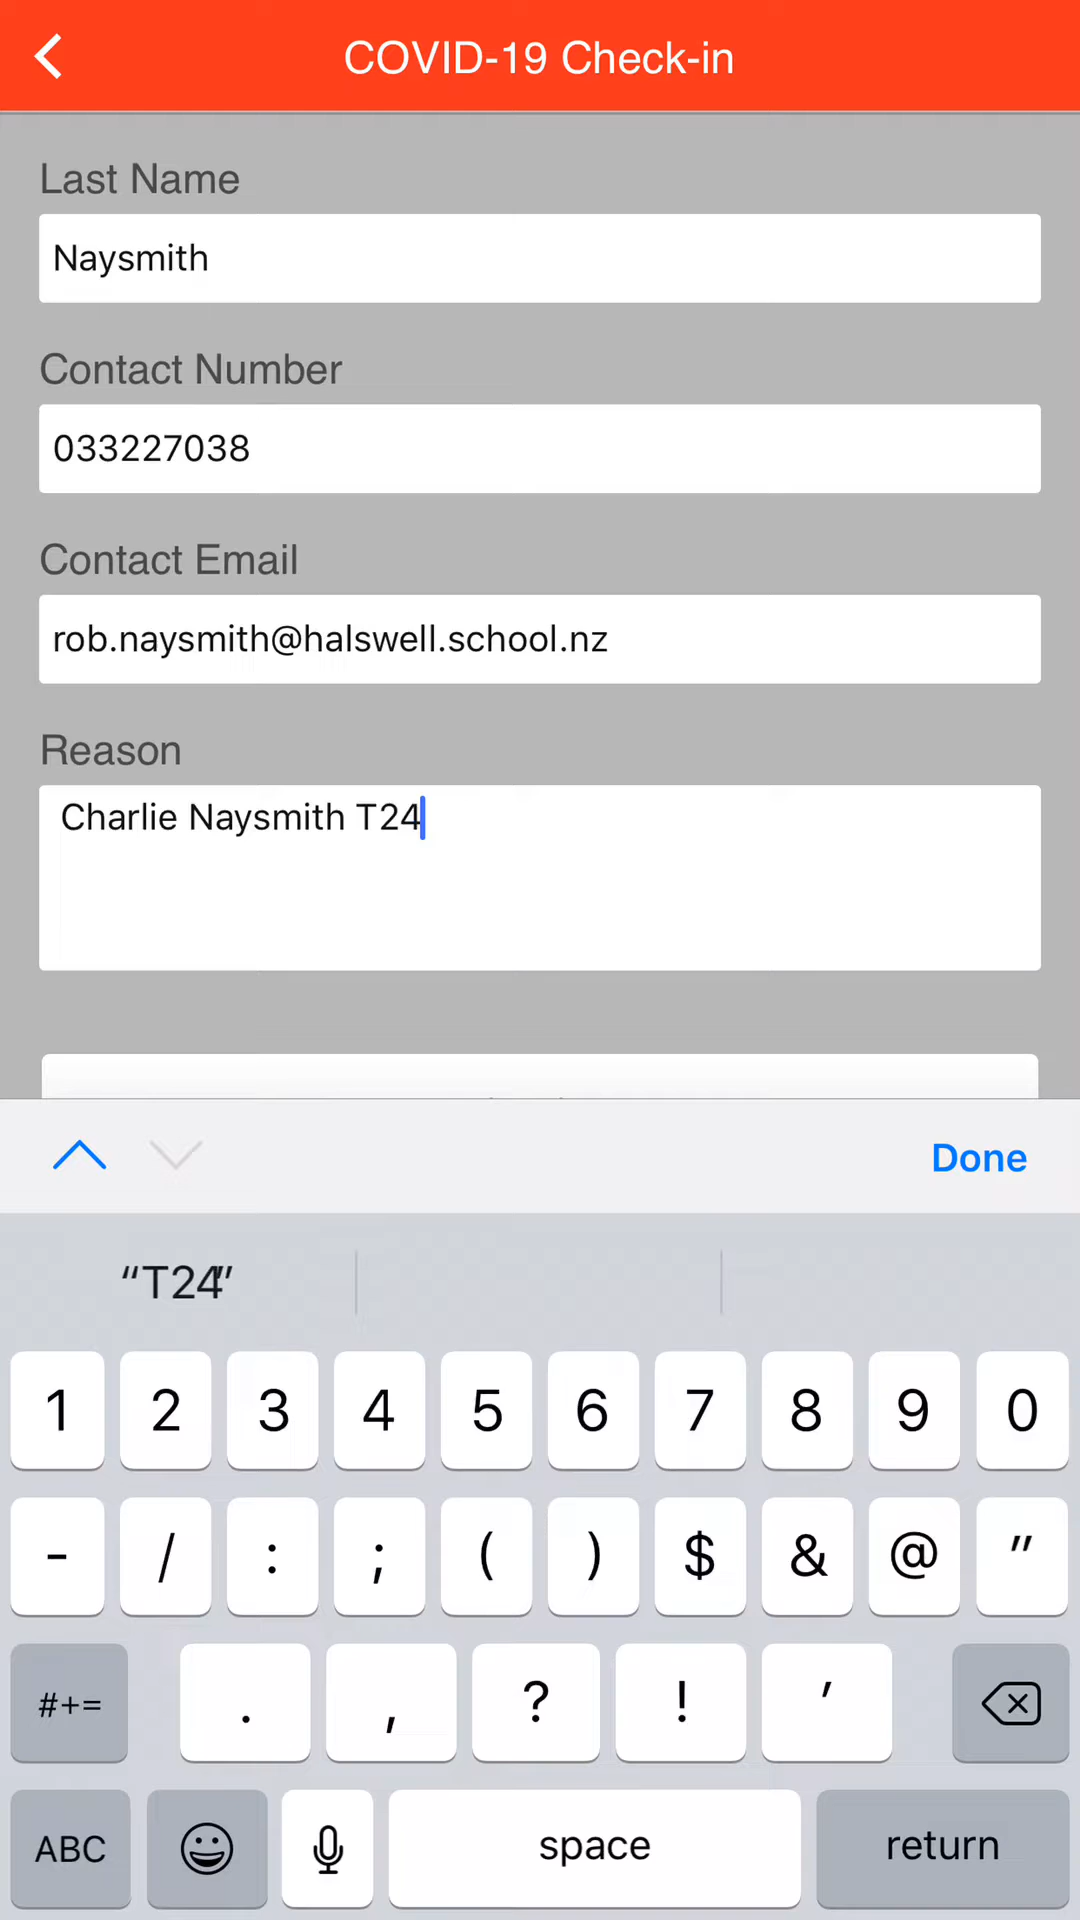 COVID-19 Check-in
Last Name
Naysmith
Contact Number
033227038
Contact Email
rob.naysmith@halswell.school.nz
Reason
Charlie Naysmith T24
Done
“T24”
1 2 3 4 5 6 7 8 9 0
- / : ; ( ) $ & @ "
#+= . , ? ! '
ABC space return